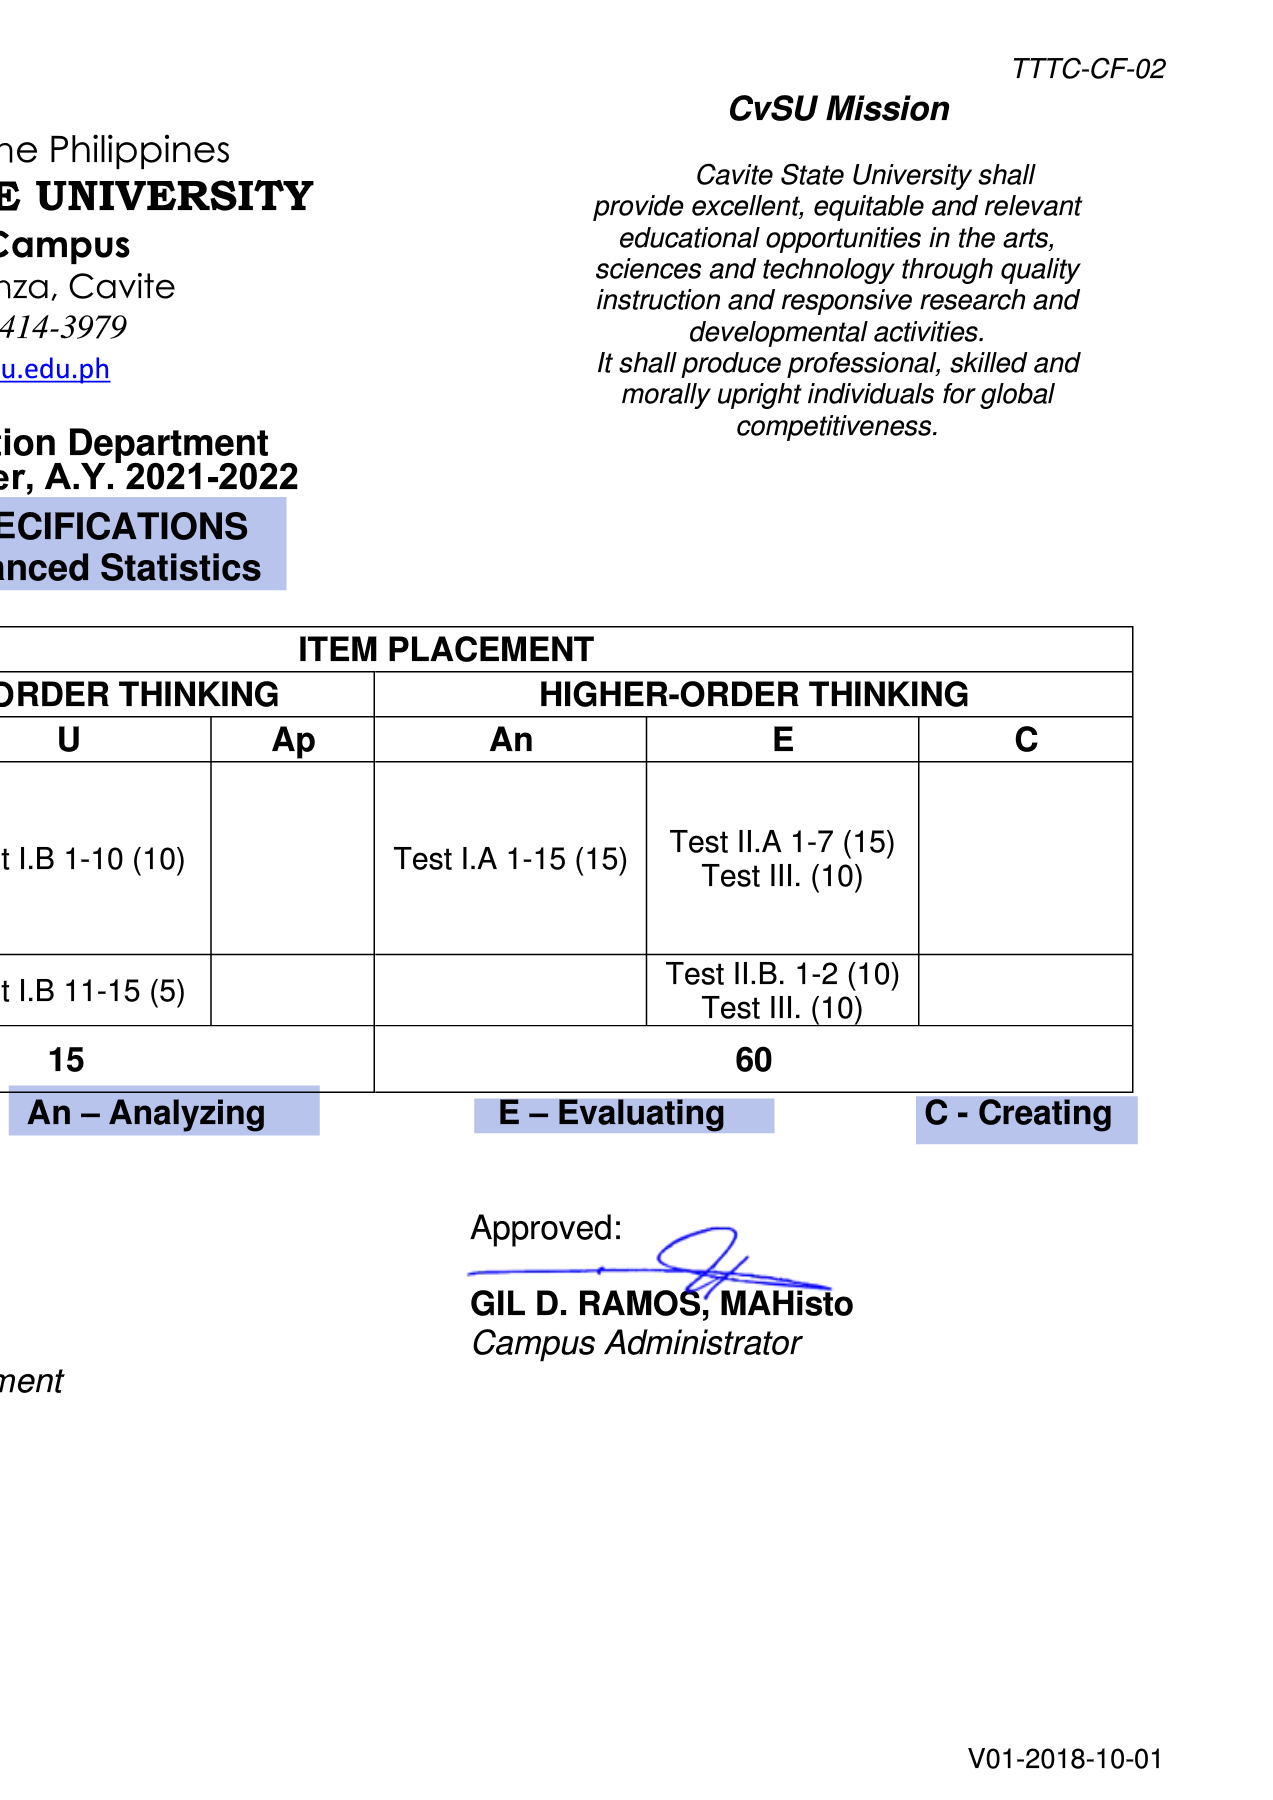 TTTC-CF-02
CvSU Mission
ne Philippines
E UNIVERSITY
Campus
nza, Cavite
414-3979
u.edu.ph
Cavite State University shall
provide excellent, equitable and relevant
educational opportunities in the arts,
sciences and technology through quality
instruction and responsive research and
developmental activities.
It shall produce professional, skilled and
morally upright individuals for global
competitiveness.
tion Department
er, A.Y. 2021-2022
ECIFICATIONS
anced Statistics
ITEM PLACEMENT
ORDER THINKING HIGHER-ORDER THINKING
U Ap An E C
t I.B 1-10 (10) Test I.A 1-15 (15) Test II.A 1-7 (15)
Test III. (10)
t I.B 11-15 (5) Test II.B. 1-2 (10)
Test III. (10)
15 60
An – Analyzing E – Evaluating C - Creating
Approved:
GIL D. RAMOS, MAHisto
Campus Administrator
ment
V01-2018-10-01